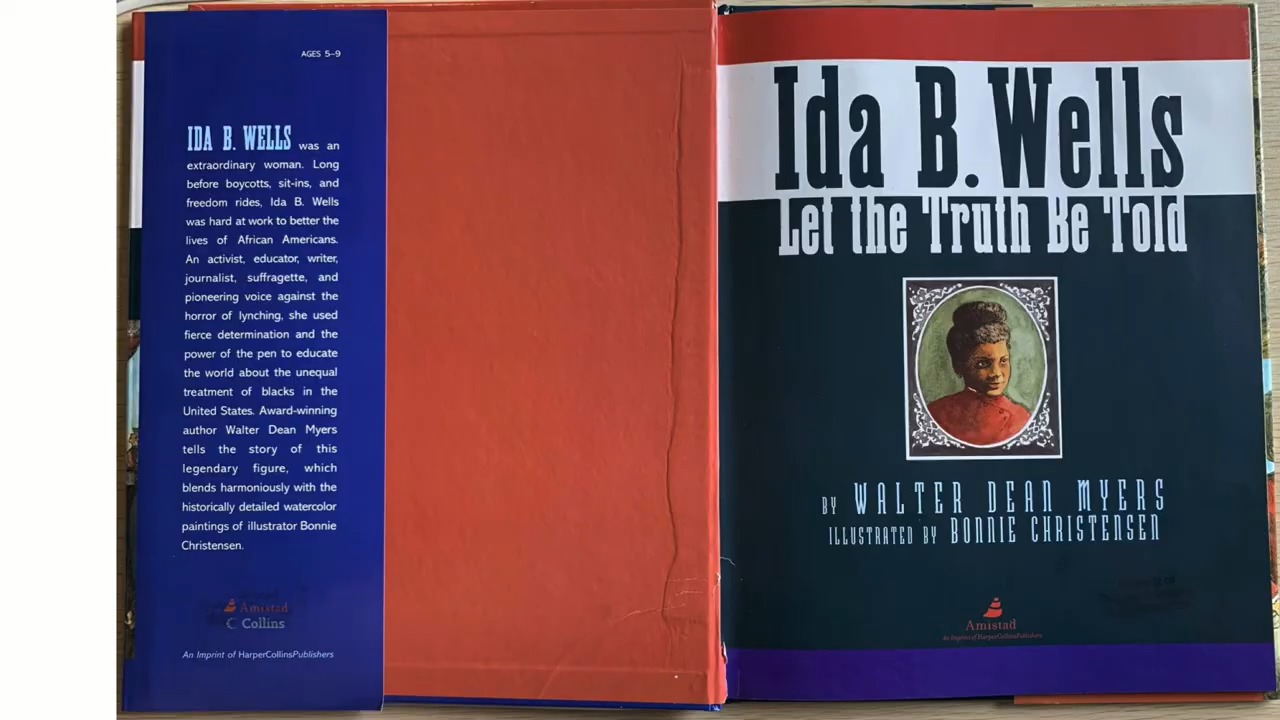 AGES 5–9
IDA B. WELLS was an
extraordinary woman. Long
before boycotts, sit-ins, and
freedom rides, Ida B. Wells
was hard at work to better the
lives of African Americans.
An activist, educator, writer,
journalist, suffragette, and
pioneering voice against the
horror of lynching, she used
fierce determination and the
power of the pen to educate
the world about the unequal
treatment of blacks in the
United States. Award-winning
author Walter Dean Myers
tells the story of this
legendary figure, which
blends harmoniously with the
historically detailed watercolor
paintings of illustrator Bonnie
Christensen.
Amistad
Collins
An Imprint of HarperCollinsPublishers
Ida B. Wells
Let the Truth Be Told
BY WALTER DEAN MYERS
ILLUSTRATED BY BONNIE CHRISTENSEN
Amistad
An Imprint of HarperCollinsPublishers